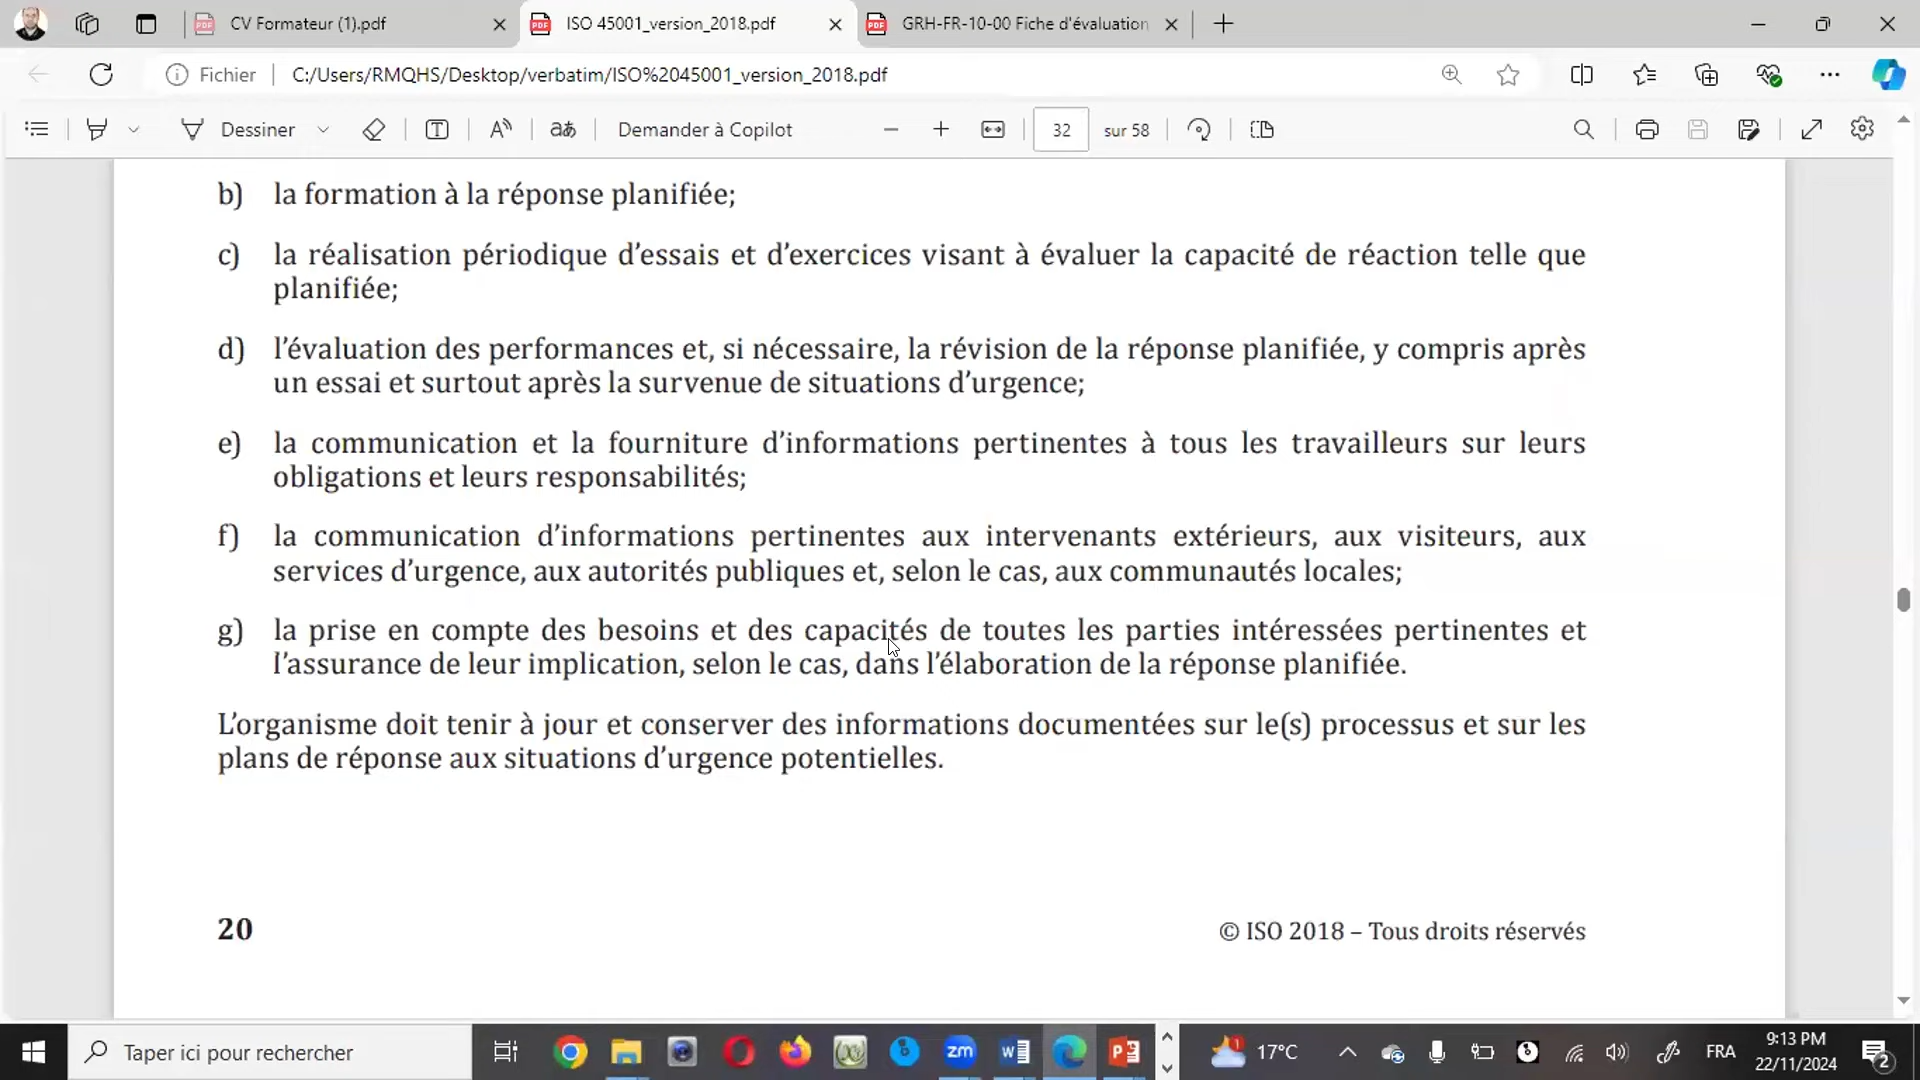 CV Formateur (1).pdf
ISO 45001_version_2018.pdf
GRH-FR-10-00 Fiche d'évaluation
Fichier
C:/Users/RMQHS/Desktop/verbatim/ISO%2045001_version_2018.pdf
Dessiner
Demander à Copilot
32
sur 58
b) la formation à la réponse planifiée;
c) la réalisation périodique d’essais et d’exercices visant à évaluer la capacité de réaction telle que
planifiée;
d) l’évaluation des performances et, si nécessaire, la révision de la réponse planifiée, y compris après
un essai et surtout après la survenue de situations d’urgence;
e) la communication et la fourniture d’informations pertinentes à tous les travailleurs sur leurs
obligations et leurs responsabilités;
f) la communication d’informations pertinentes aux intervenants extérieurs, aux visiteurs, aux
services d’urgence, aux autorités publiques et, selon le cas, aux communautés locales;
g) la prise en compte des besoins et des capacités de toutes les parties intéressées pertinentes et
l’assurance de leur implication, selon le cas, dans l’élaboration de la réponse planifiée.
L’organisme doit tenir à jour et conserver des informations documentées sur le(s) processus et sur les
plans de réponse aux situations d’urgence potentielles.
20
© ISO 2018 – Tous droits réservés
Taper ici pour rechercher
zm
17°C
FRA
9:13 PM
22/11/2024
2